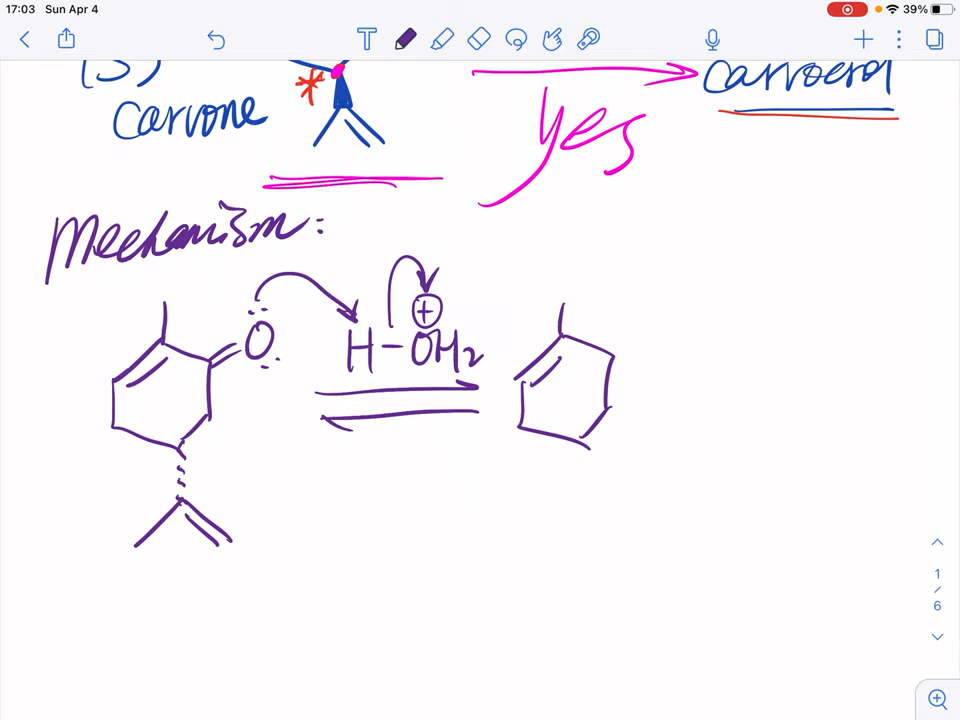 17:03 Sun Apr 4
39%
(S)
Carvone
Carvacrol
yes
Mechanism:
O
H-OH2
+
1
/
6